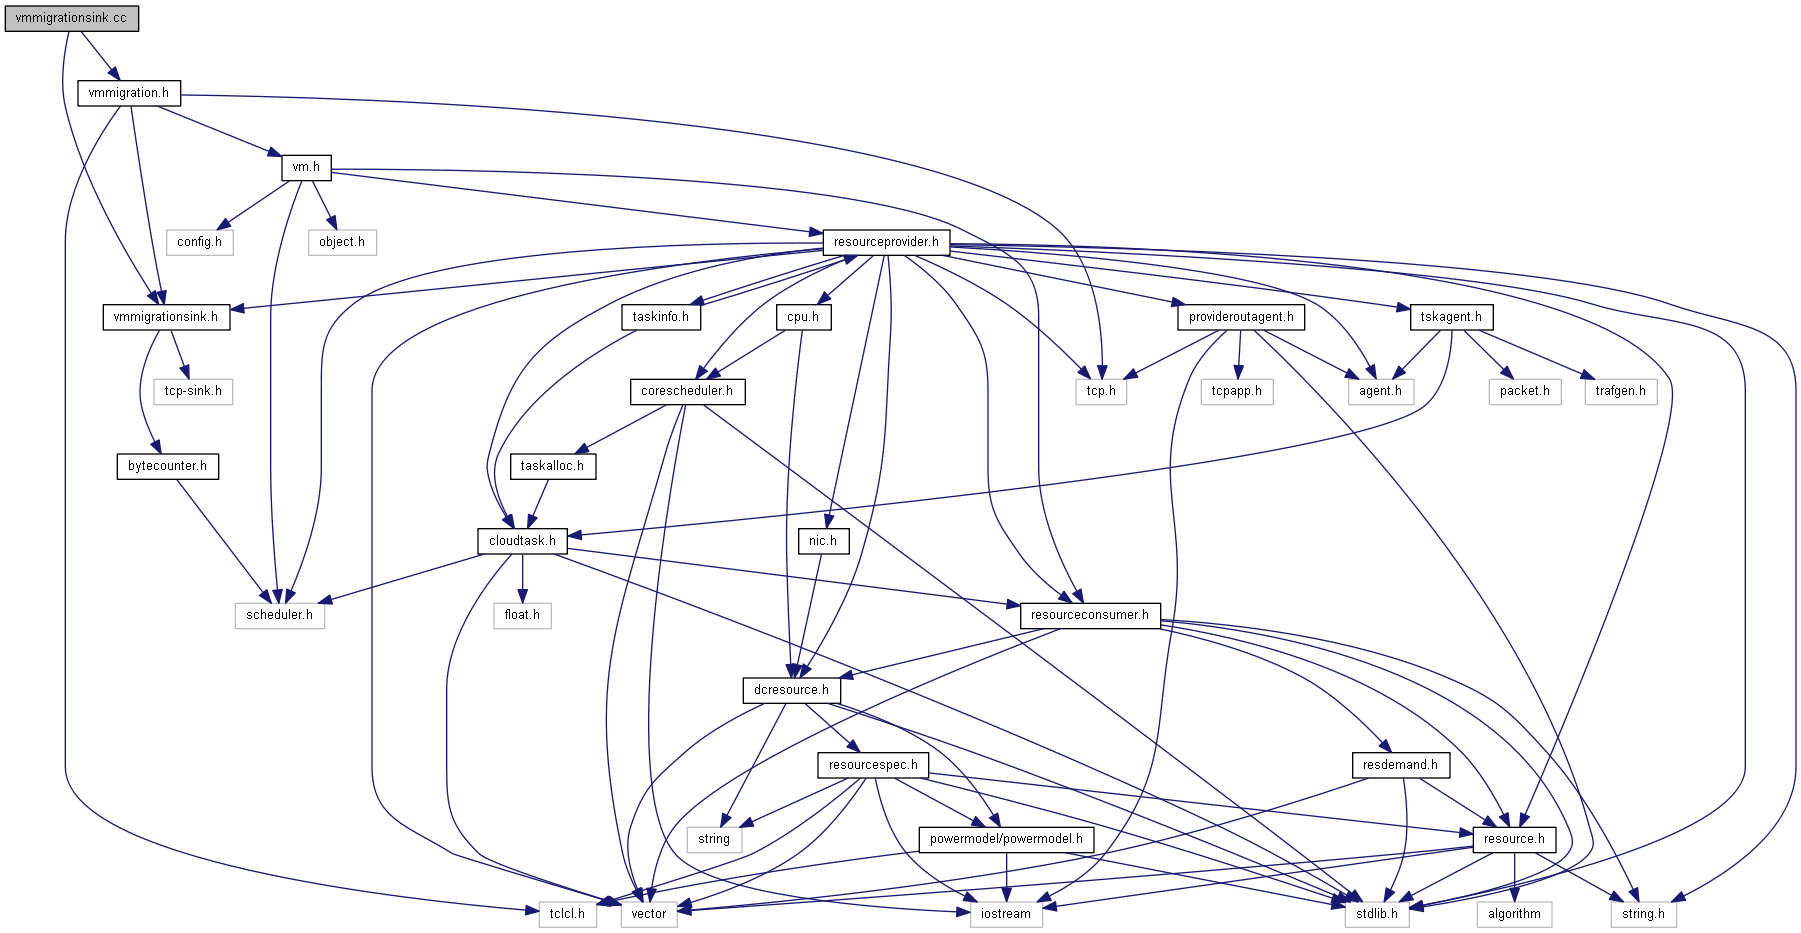 vmmigrationsink.cc
vmmigration.h
vm.h
config.h
object.h
resourceprovider.h
vmmigrationsink.h
taskinfo.h
cpu.h
provideroutagent.h
tskagent.h
tcp-sink.h
corescheduler.h
tcp.h
tcpapp.h
agent.h
packet.h
trafgen.h
bytecounter.h
taskalloc.h
cloudtask.h
nic.h
scheduler.h
float.h
resourceconsumer.h
dcresource.h
resourcespec.h
resdemand.h
string
powermodel/powermodel.h
resource.h
tclcl.h
vector
iostream
stdlib.h
algorithm
string.h